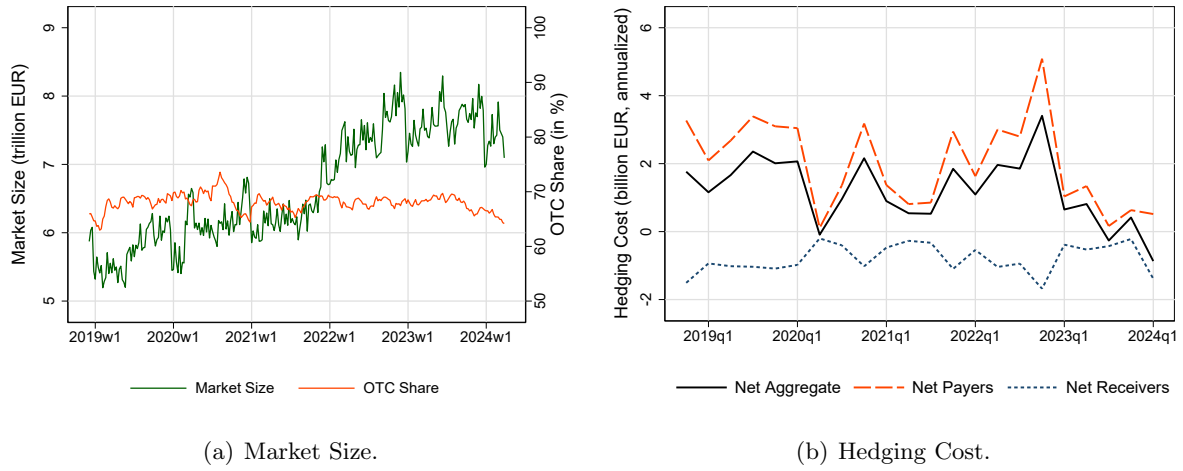 Market Size (trillion EUR)
9
8
7
6
5
OTC Share (in %)
100
90
80
70
60
50
2019w1 2020w1 2021w1 2022w1 2023w1 2024w1
Market Size OTC Share
(a) Market Size.
Hedging Cost (billion EUR, annualized)
6
4
2
0
-2
2019q1 2020q1 2021q1 2022q1 2023q1 2024q1
Net Aggregate Net Payers Net Receivers
(b) Hedging Cost.